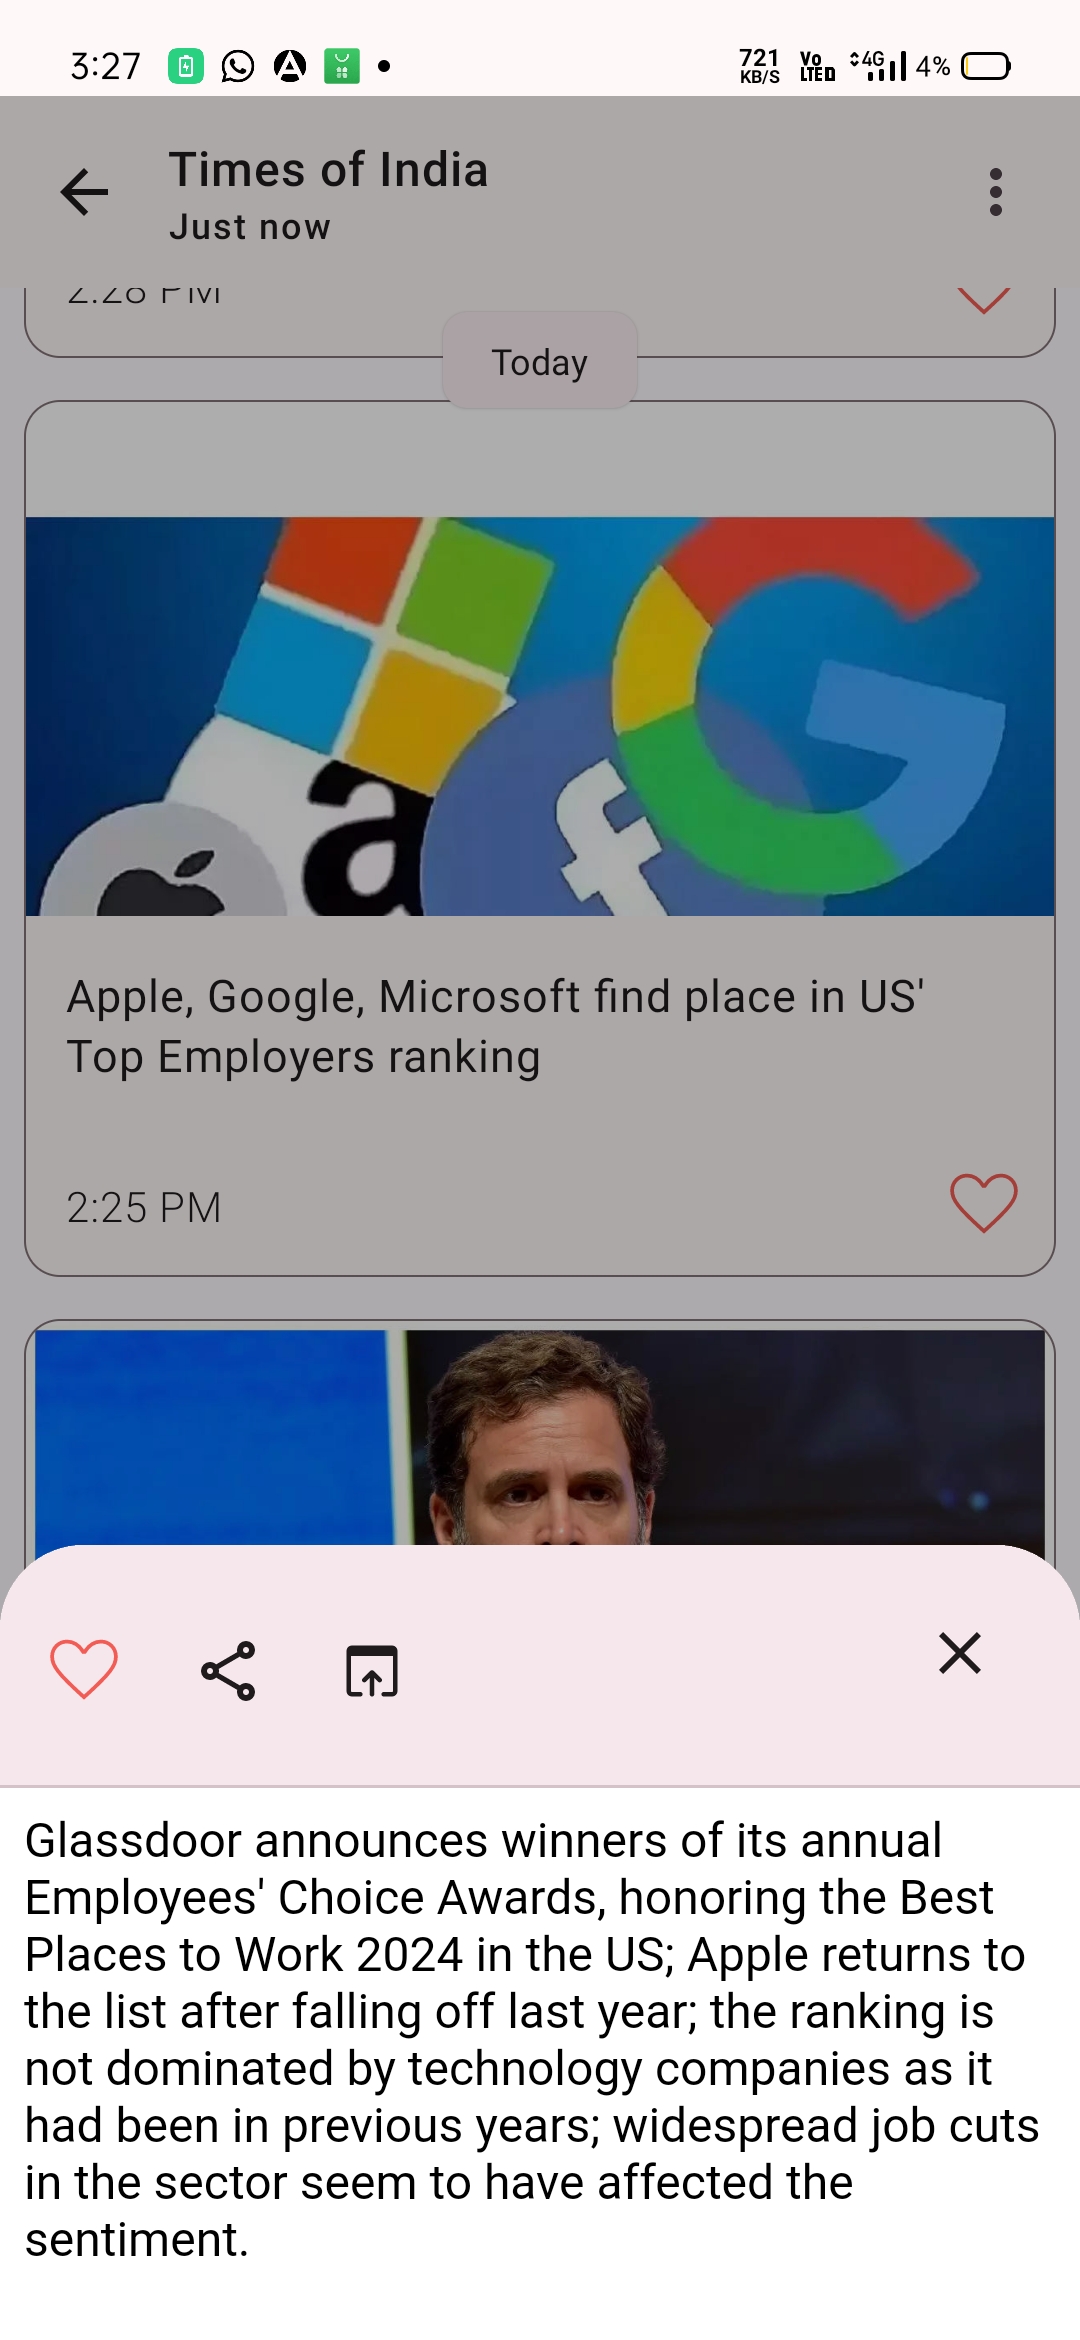 3:27
721
KB/S
Vo
LTE D
4G
4%
Times of India
Just now
2:28 PM
Today
a
f
G
Apple, Google, Microsoft find place in US'
Top Employers ranking
2:25 PM
Glassdoor announces winners of its annual
Employees' Choice Awards, honoring the Best
Places to Work 2024 in the US; Apple returns to
the list after falling off last year; the ranking is
not dominated by technology companies as it
had been in previous years; widespread job cuts
in the sector seem to have affected the
sentiment.